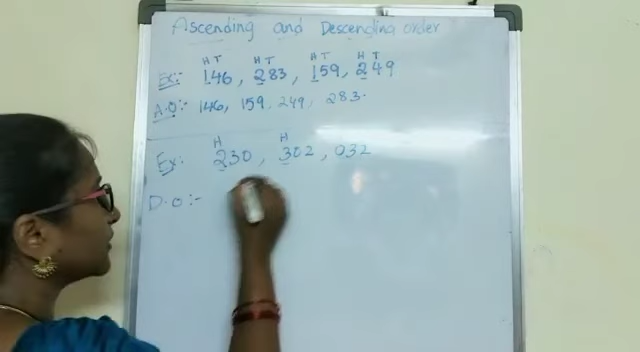 Ascending and Descending order
H T H T H T H T
Ex:- 146, 283, 159, 249
A.O:- 146, 159, 249, 283.
H H
Ex:- 230, 302, 032
D.O:-